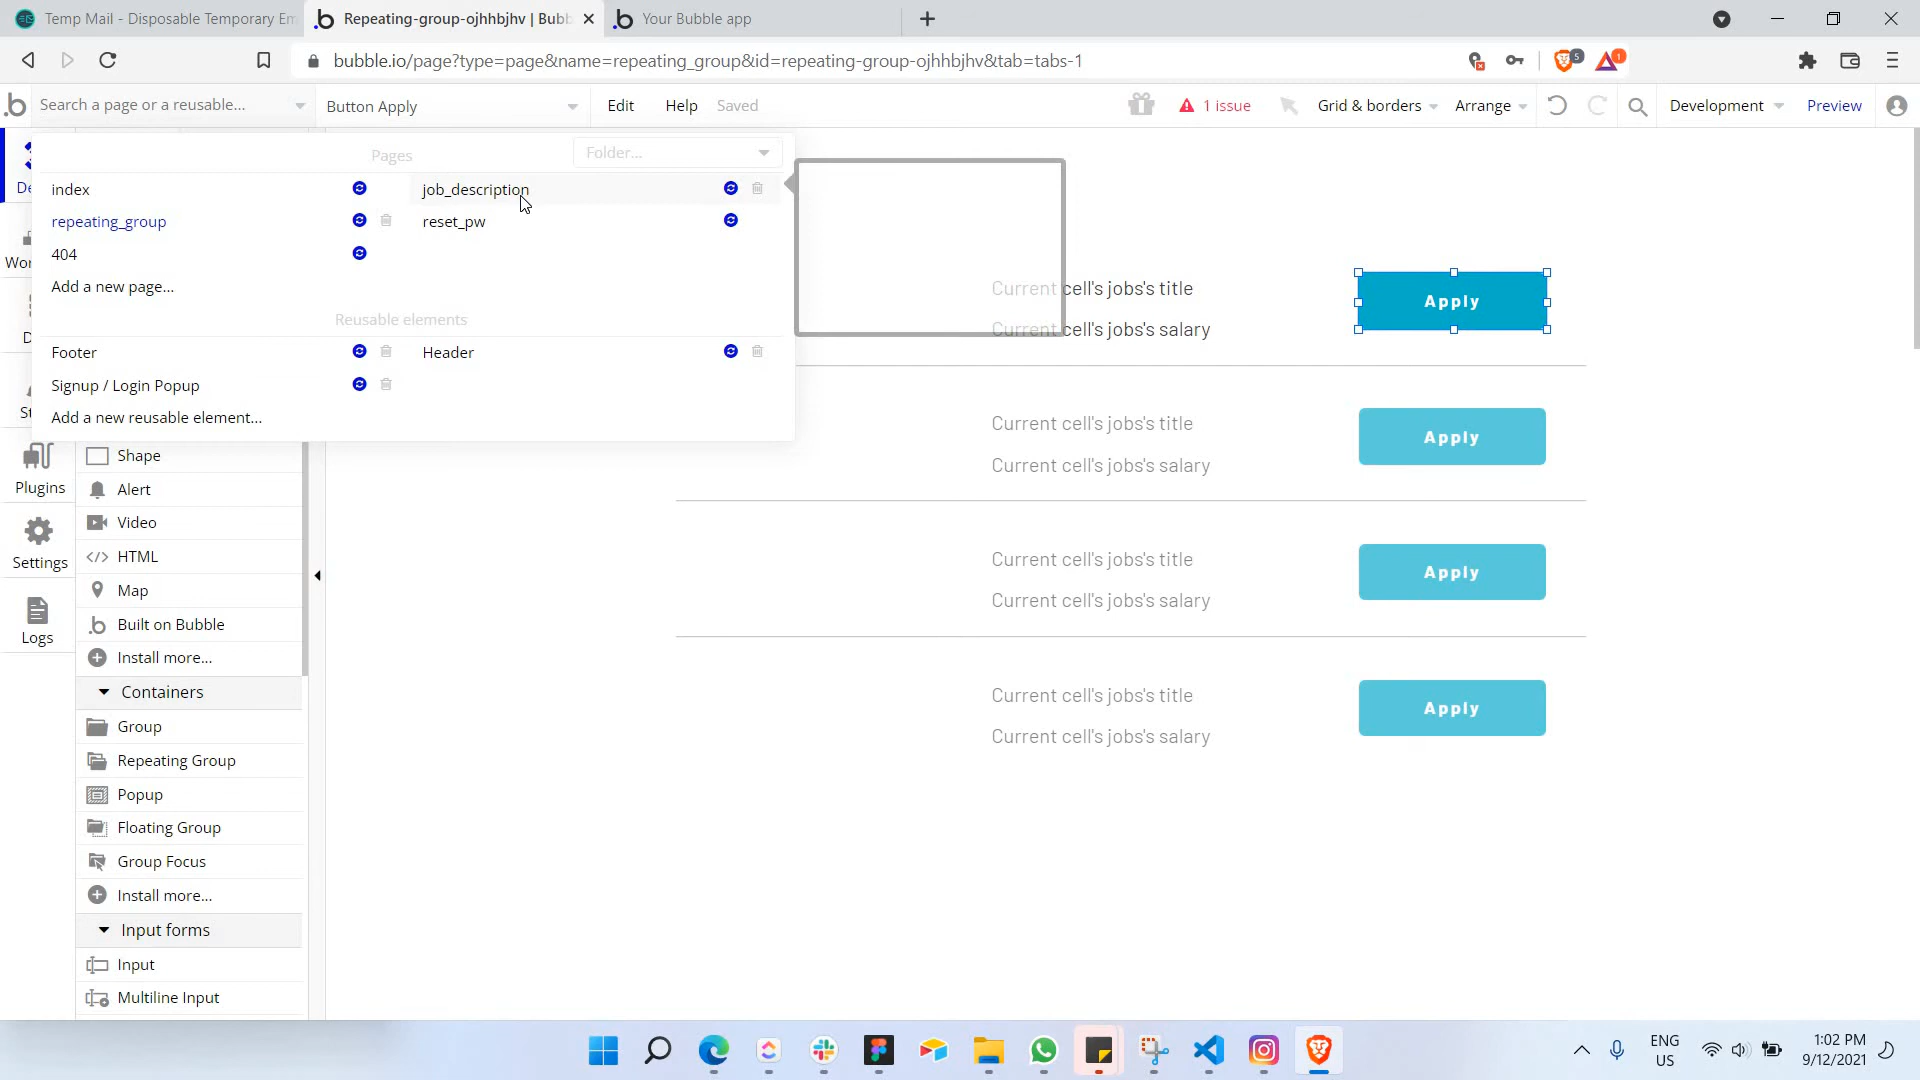 Temp Mail - Disposable Temporary Em
Repeating-group-ojhhbjhv | Bubb
Your Bubble app
bubble.io/page?type=page&name=repeating_group&id=repeating-group-ojhhbjhv&tab=tabs-1
5
1
Search a page or a reusable...
Button Apply
Edit
Help
Saved
1 issue
Grid & borders
Arrange
Development
Preview
Pages
Folder...
index
job_description
repeating_group
reset_pw
404
Add a new page...
Reusable elements
Footer
Header
Signup / Login Popup
Add a new reusable element...
De
Wor
D
St
Plugins
Settings
Logs
Shape
Alert
Video
HTML
Map
Built on Bubble
Install more...
Containers
Group
Repeating Group
Popup
Floating Group
Group Focus
Install more...
Input forms
Input
Multiline Input
Current cell's jobs's title
Current cell's jobs's salary
Apply
Current cell's jobs's title
Current cell's jobs's salary
Apply
Current cell's jobs's title
Current cell's jobs's salary
Apply
Current cell's jobs's title
Current cell's jobs's salary
Apply
ENG
US
1:02 PM
9/12/2021